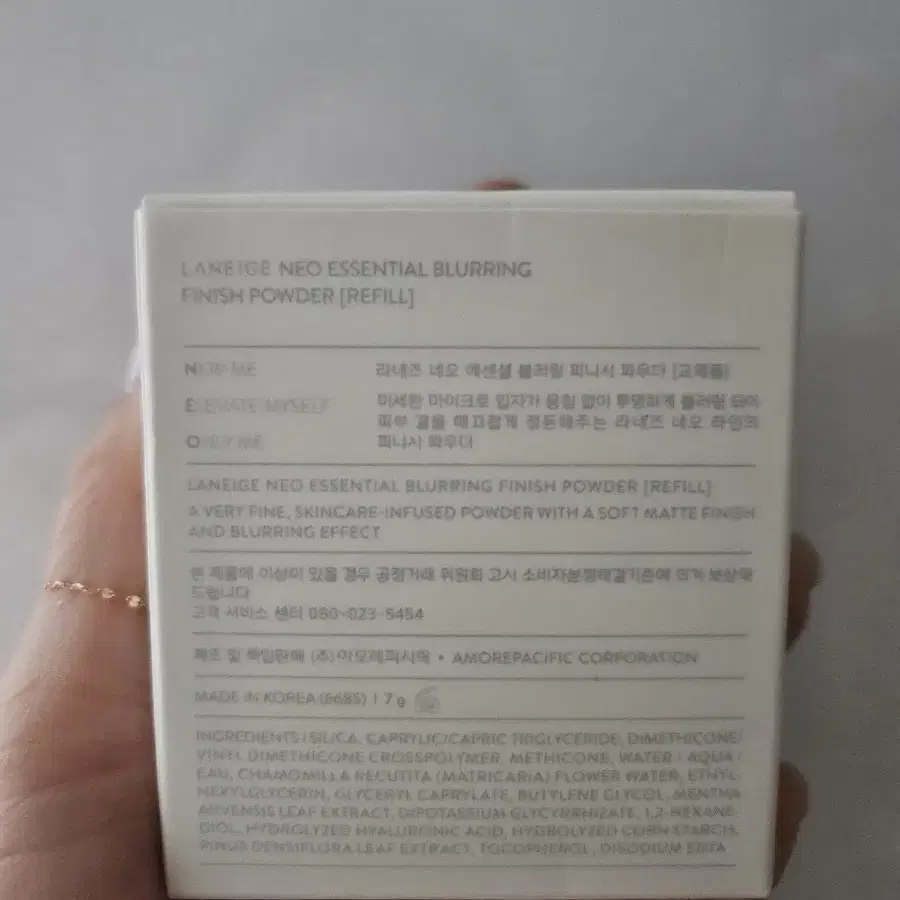 LANEIGE NEO ESSENTIAL BLURRING
FINISH POWDER [REFILL]
NEW ME
ELEVATE MYSELF
ONLY ME
라네즈 네오 에센셜 블러링 피니시 파우더 [교체품]
미세한 마이크로 입자가 뭉침 없이 투명하게 블러링 되어
피부 결을 매끄럽게 정돈해주는 라네즈 네오 라인의
피니시 파우더
LANEIGE NEO ESSENTIAL BLURRING FINISH POWDER [REFILL]
A VERY FINE, SKINCARE-INFUSED POWDER WITH A SOFT MATTE FINISH
AND BLURRING EFFECT
본 제품에 이상이 있을 경우 공정거래 위원회 고시 소비자분쟁해결기준에 의거 보상해
드립니다
고객 서비스 센터 080-023-5454
제조 및 책임판매 (주)아모레퍼시픽 • AMOREPACIFIC CORPORATION
MADE IN KOREA (6685) | 7 g
INGREDIENTS | SILICA, CAPRYLIC/CAPRIC TRIGLYCERIDE, DIMETHICONE/
VINYL DIMETHICONE CROSSPOLYMER, METHICONE, WATER / AQUA /
EAU, CHAMOMILLA RECUTITA (MATRICARIA) FLOWER WATER, ETHYL-
HEXYLGLYCERIN, GLYCERYL CAPRYLATE, BUTYLENE GLYCOL, MENTHA
ARVENSIS LEAF EXTRACT, DIPOTASSIUM GLYCYRRHIZATE, 1,2-HEXANE
DIOL, HYDROLYZED HYALURONIC ACID, HYDROLYZED CORN STARCH,
PINUS DENSIFLORA LEAF EXTRACT, TOCOPHEROL, DISODIUM EDTA